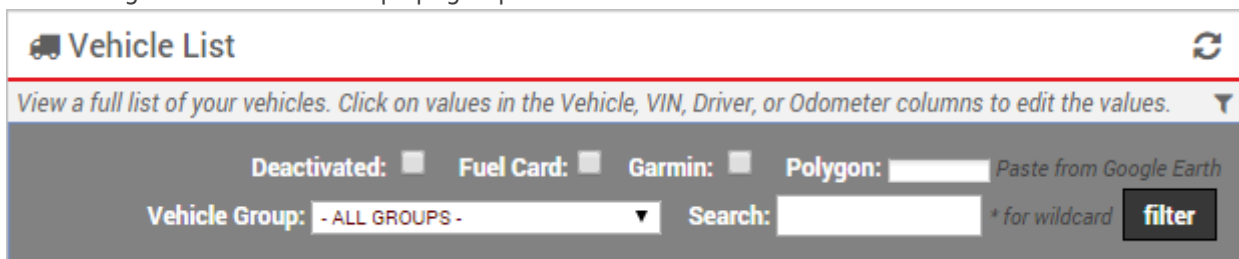 Vehicle List
View a full list of your vehicles. Click on values in the Vehicle, VIN, Driver, or Odometer columns to edit the values.
Deactivated: Fuel Card: Garmin: Polygon: Paste from Google Earth
Vehicle Group: - ALL GROUPS - Search: * for wildcard filter